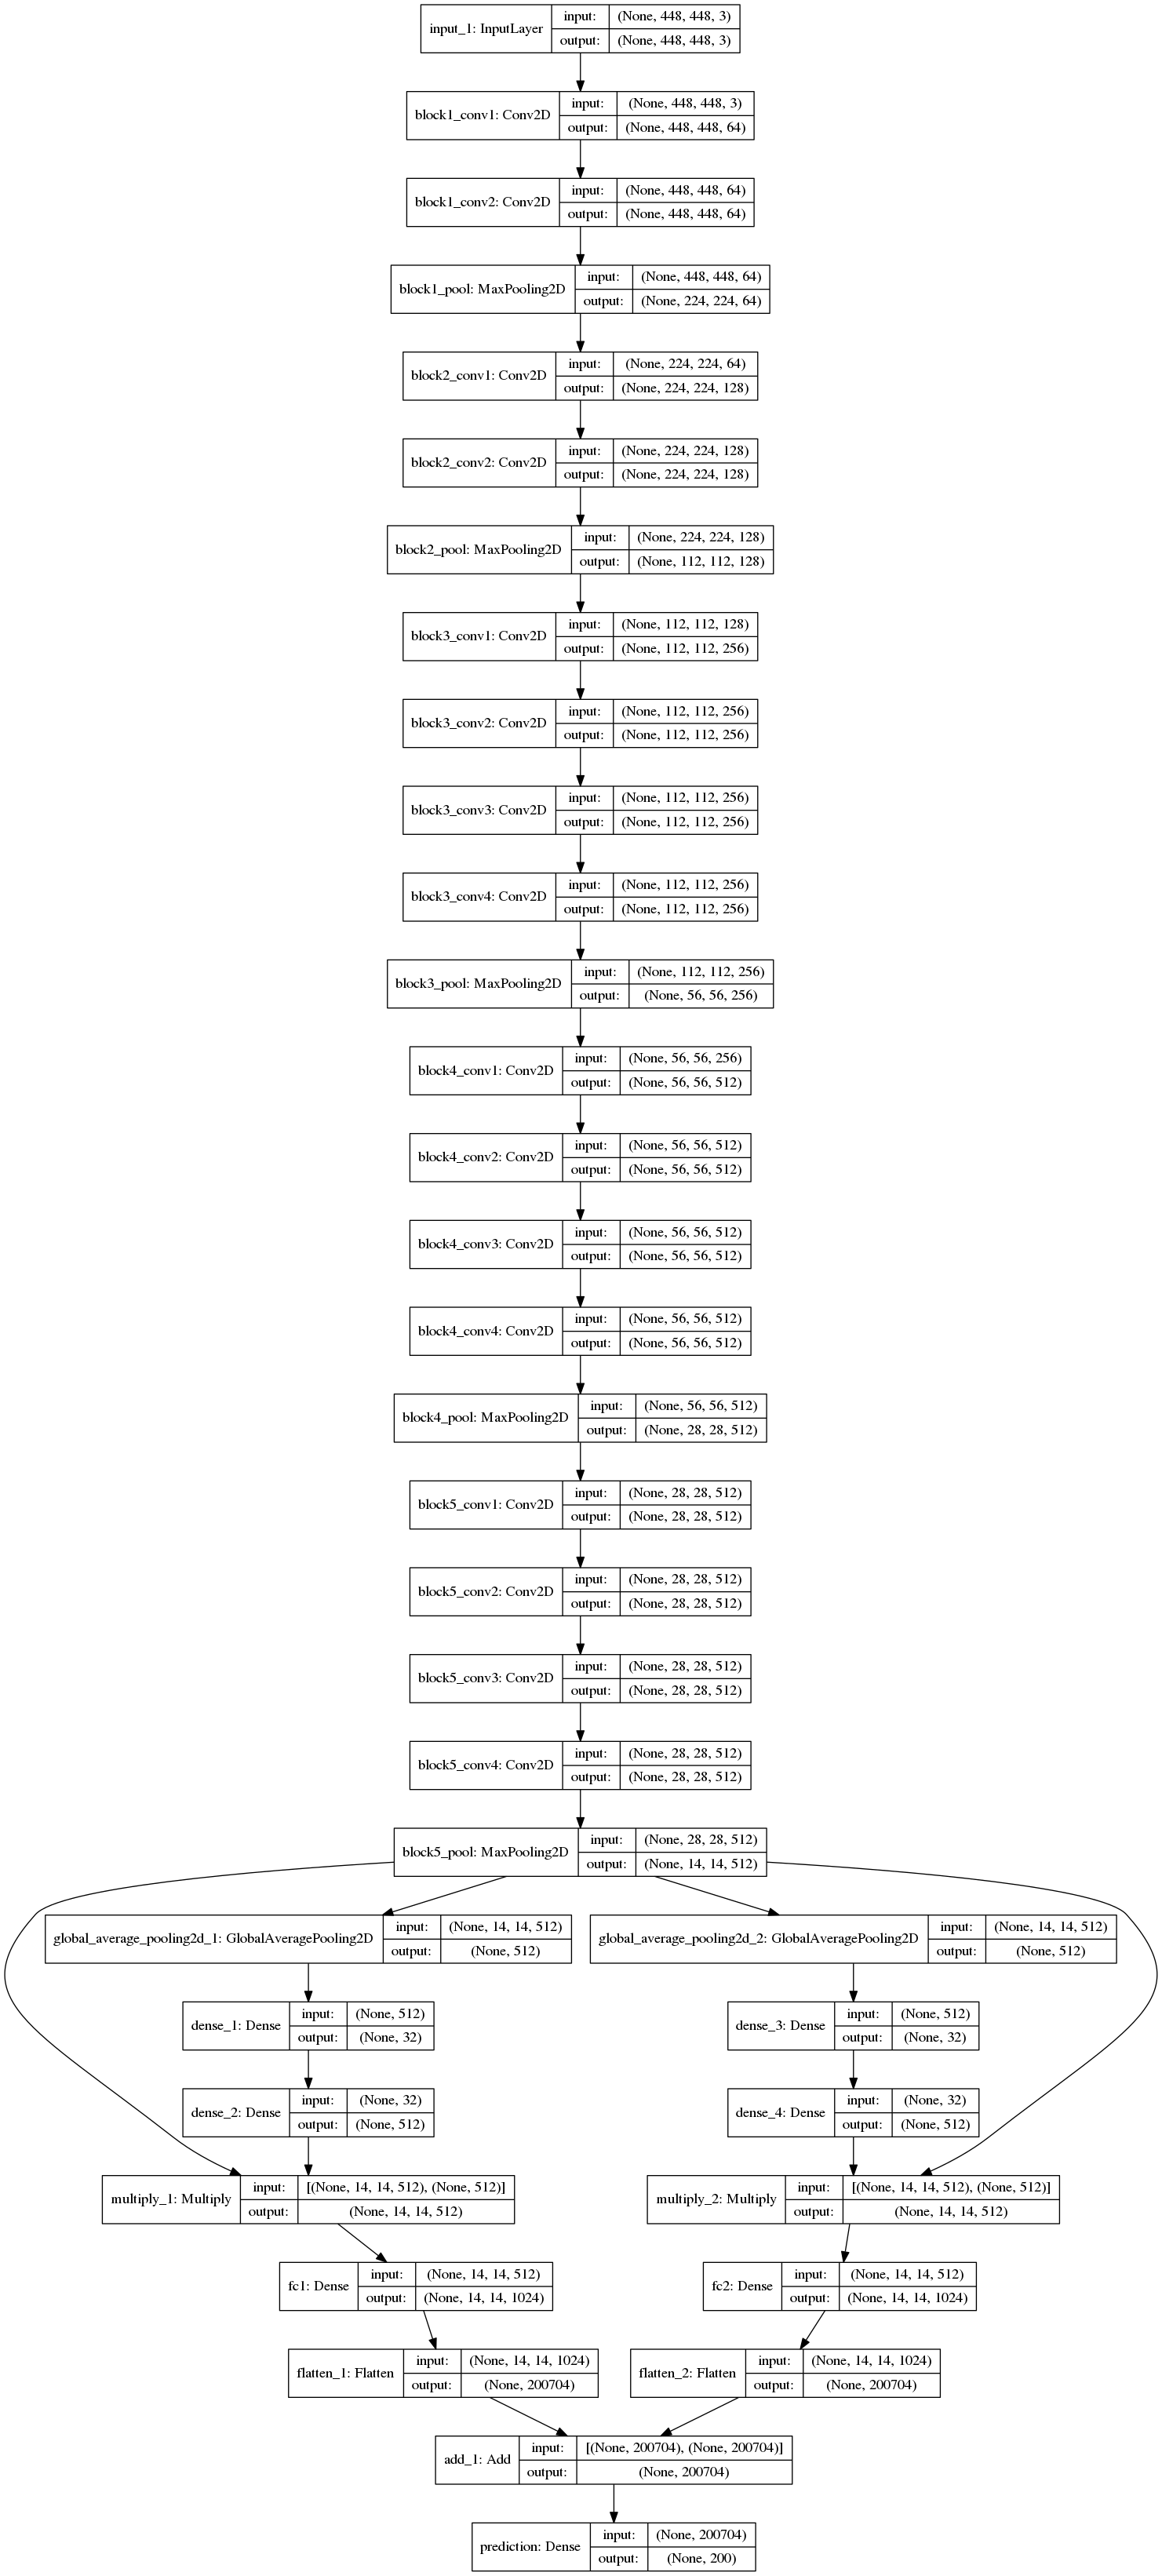 input_1: InputLayer
input: (None, 448, 448, 3)
output: (None, 448, 448, 3)
block1_conv1: Conv2D
input: (None, 448, 448, 3)
output: (None, 448, 448, 64)
block1_conv2: Conv2D
input: (None, 448, 448, 64)
output: (None, 448, 448, 64)
block1_pool: MaxPooling2D
input: (None, 448, 448, 64)
output: (None, 224, 224, 64)
block2_conv1: Conv2D
input: (None, 224, 224, 64)
output: (None, 224, 224, 128)
block2_conv2: Conv2D
input: (None, 224, 224, 128)
output: (None, 224, 224, 128)
block2_pool: MaxPooling2D
input: (None, 224, 224, 128)
output: (None, 112, 112, 128)
block3_conv1: Conv2D
input: (None, 112, 112, 128)
output: (None, 112, 112, 256)
block3_conv2: Conv2D
input: (None, 112, 112, 256)
output: (None, 112, 112, 256)
block3_conv3: Conv2D
input: (None, 112, 112, 256)
output: (None, 112, 112, 256)
block3_conv4: Conv2D
input: (None, 112, 112, 256)
output: (None, 112, 112, 256)
block3_pool: MaxPooling2D
input: (None, 112, 112, 256)
output: (None, 56, 56, 256)
block4_conv1: Conv2D
input: (None, 56, 56, 256)
output: (None, 56, 56, 512)
block4_conv2: Conv2D
input: (None, 56, 56, 512)
output: (None, 56, 56, 512)
block4_conv3: Conv2D
input: (None, 56, 56, 512)
output: (None, 56, 56, 512)
block4_conv4: Conv2D
input: (None, 56, 56, 512)
output: (None, 56, 56, 512)
block4_pool: MaxPooling2D
input: (None, 56, 56, 512)
output: (None, 28, 28, 512)
block5_conv1: Conv2D
input: (None, 28, 28, 512)
output: (None, 28, 28, 512)
block5_conv2: Conv2D
input: (None, 28, 28, 512)
output: (None, 28, 28, 512)
block5_conv3: Conv2D
input: (None, 28, 28, 512)
output: (None, 28, 28, 512)
block5_conv4: Conv2D
input: (None, 28, 28, 512)
output: (None, 28, 28, 512)
block5_pool: MaxPooling2D
input: (None, 28, 28, 512)
output: (None, 14, 14, 512)
global_average_pooling2d_1: GlobalAveragePooling2D
input: (None, 14, 14, 512)
output: (None, 512)
global_average_pooling2d_2: GlobalAveragePooling2D
input: (None, 14, 14, 512)
output: (None, 512)
dense_1: Dense
input: (None, 512)
output: (None, 32)
dense_3: Dense
input: (None, 512)
output: (None, 32)
dense_2: Dense
input: (None, 32)
output: (None, 512)
dense_4: Dense
input: (None, 32)
output: (None, 512)
multiply_1: Multiply
input: [(None, 14, 14, 512), (None, 512)]
output: (None, 14, 14, 512)
multiply_2: Multiply
input: [(None, 14, 14, 512), (None, 512)]
output: (None, 14, 14, 512)
fc1: Dense
input: (None, 14, 14, 512)
output: (None, 14, 14, 1024)
fc2: Dense
input: (None, 14, 14, 512)
output: (None, 14, 14, 1024)
flatten_1: Flatten
input: (None, 14, 14, 1024)
output: (None, 200704)
flatten_2: Flatten
input: (None, 14, 14, 1024)
output: (None, 200704)
add_1: Add
input: [(None, 200704), (None, 200704)]
output: (None, 200704)
prediction: Dense
input: (None, 200704)
output: (None, 200)